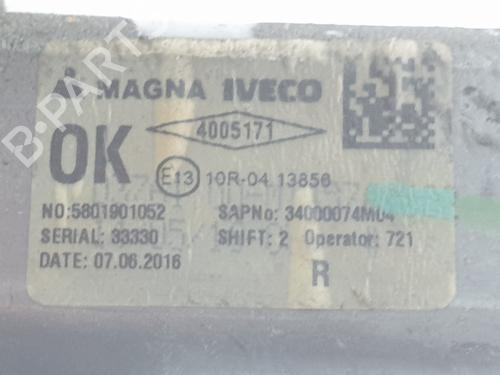 MAGNA IVECO
OK
4005171
E13 10R-04 13856
NO:5801901052 SAPNo: 34000074M04
SERIAL: 33330 SHIFT: 2 Operator: 721
DATE: 07.06.2016
R
B-PARTS